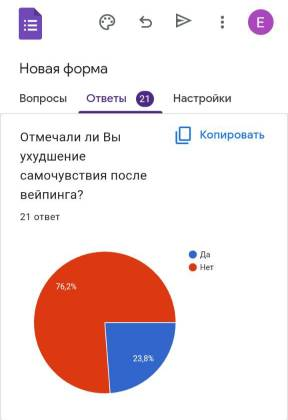 E
Новая форма
Вопросы Ответы 21 Настройки
Отмечали ли Вы Копировать
ухудшение
самочувствия после
вейпинга?
21 ответ
Да
Нет
76,2%
23,8%